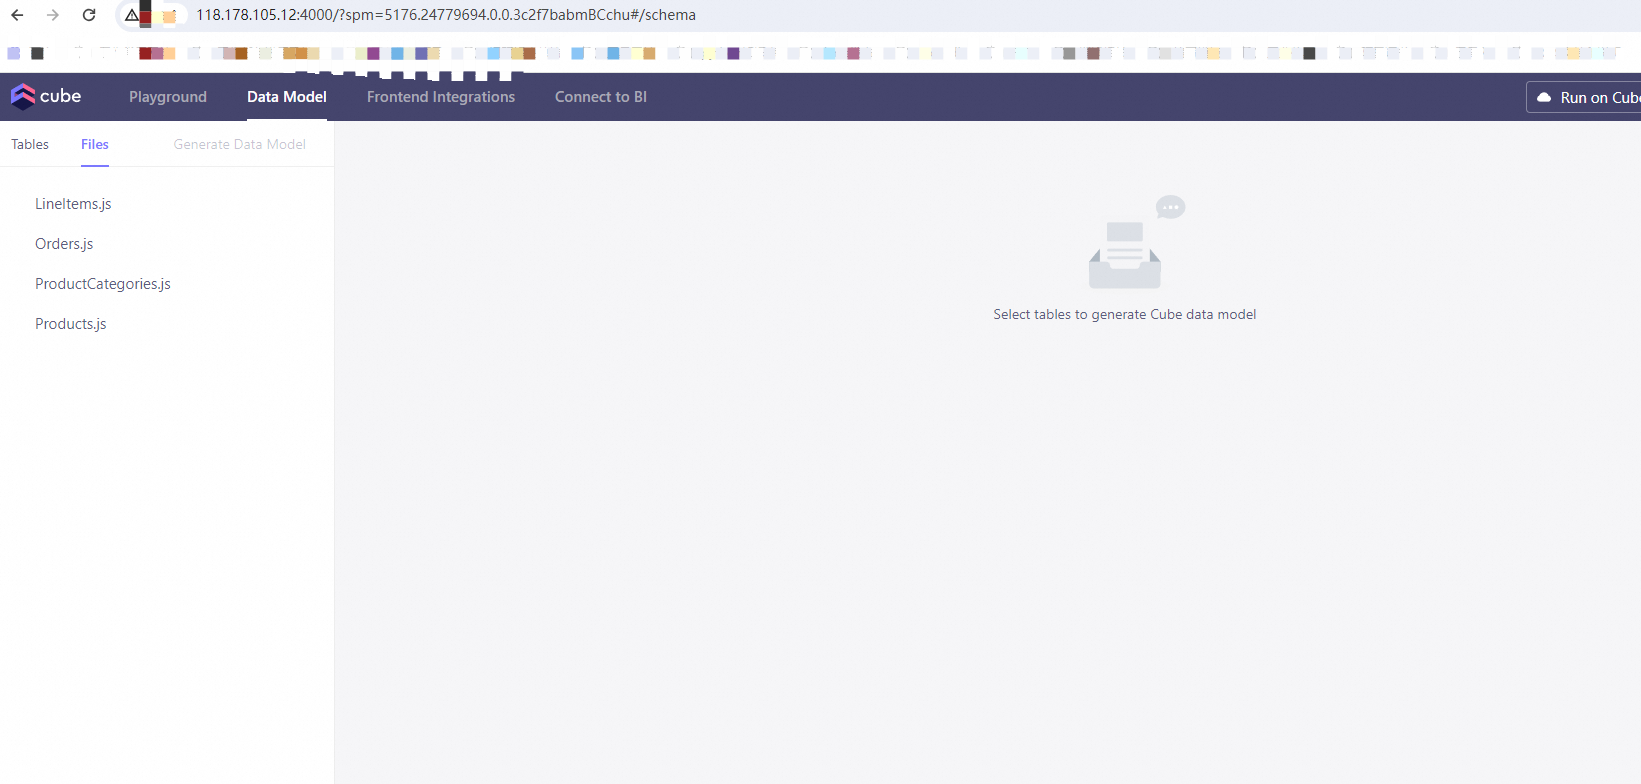 118.178.105.12:4000/?spm=5176.24779694.0.0.3c2f7babmBCchu#/schema
cube Playground Data Model Frontend Integrations Connect to BI Run on Cube
Tables Files Generate Data Model
LineItems.js
Orders.js
ProductCategories.js
Products.js
Select tables to generate Cube data model